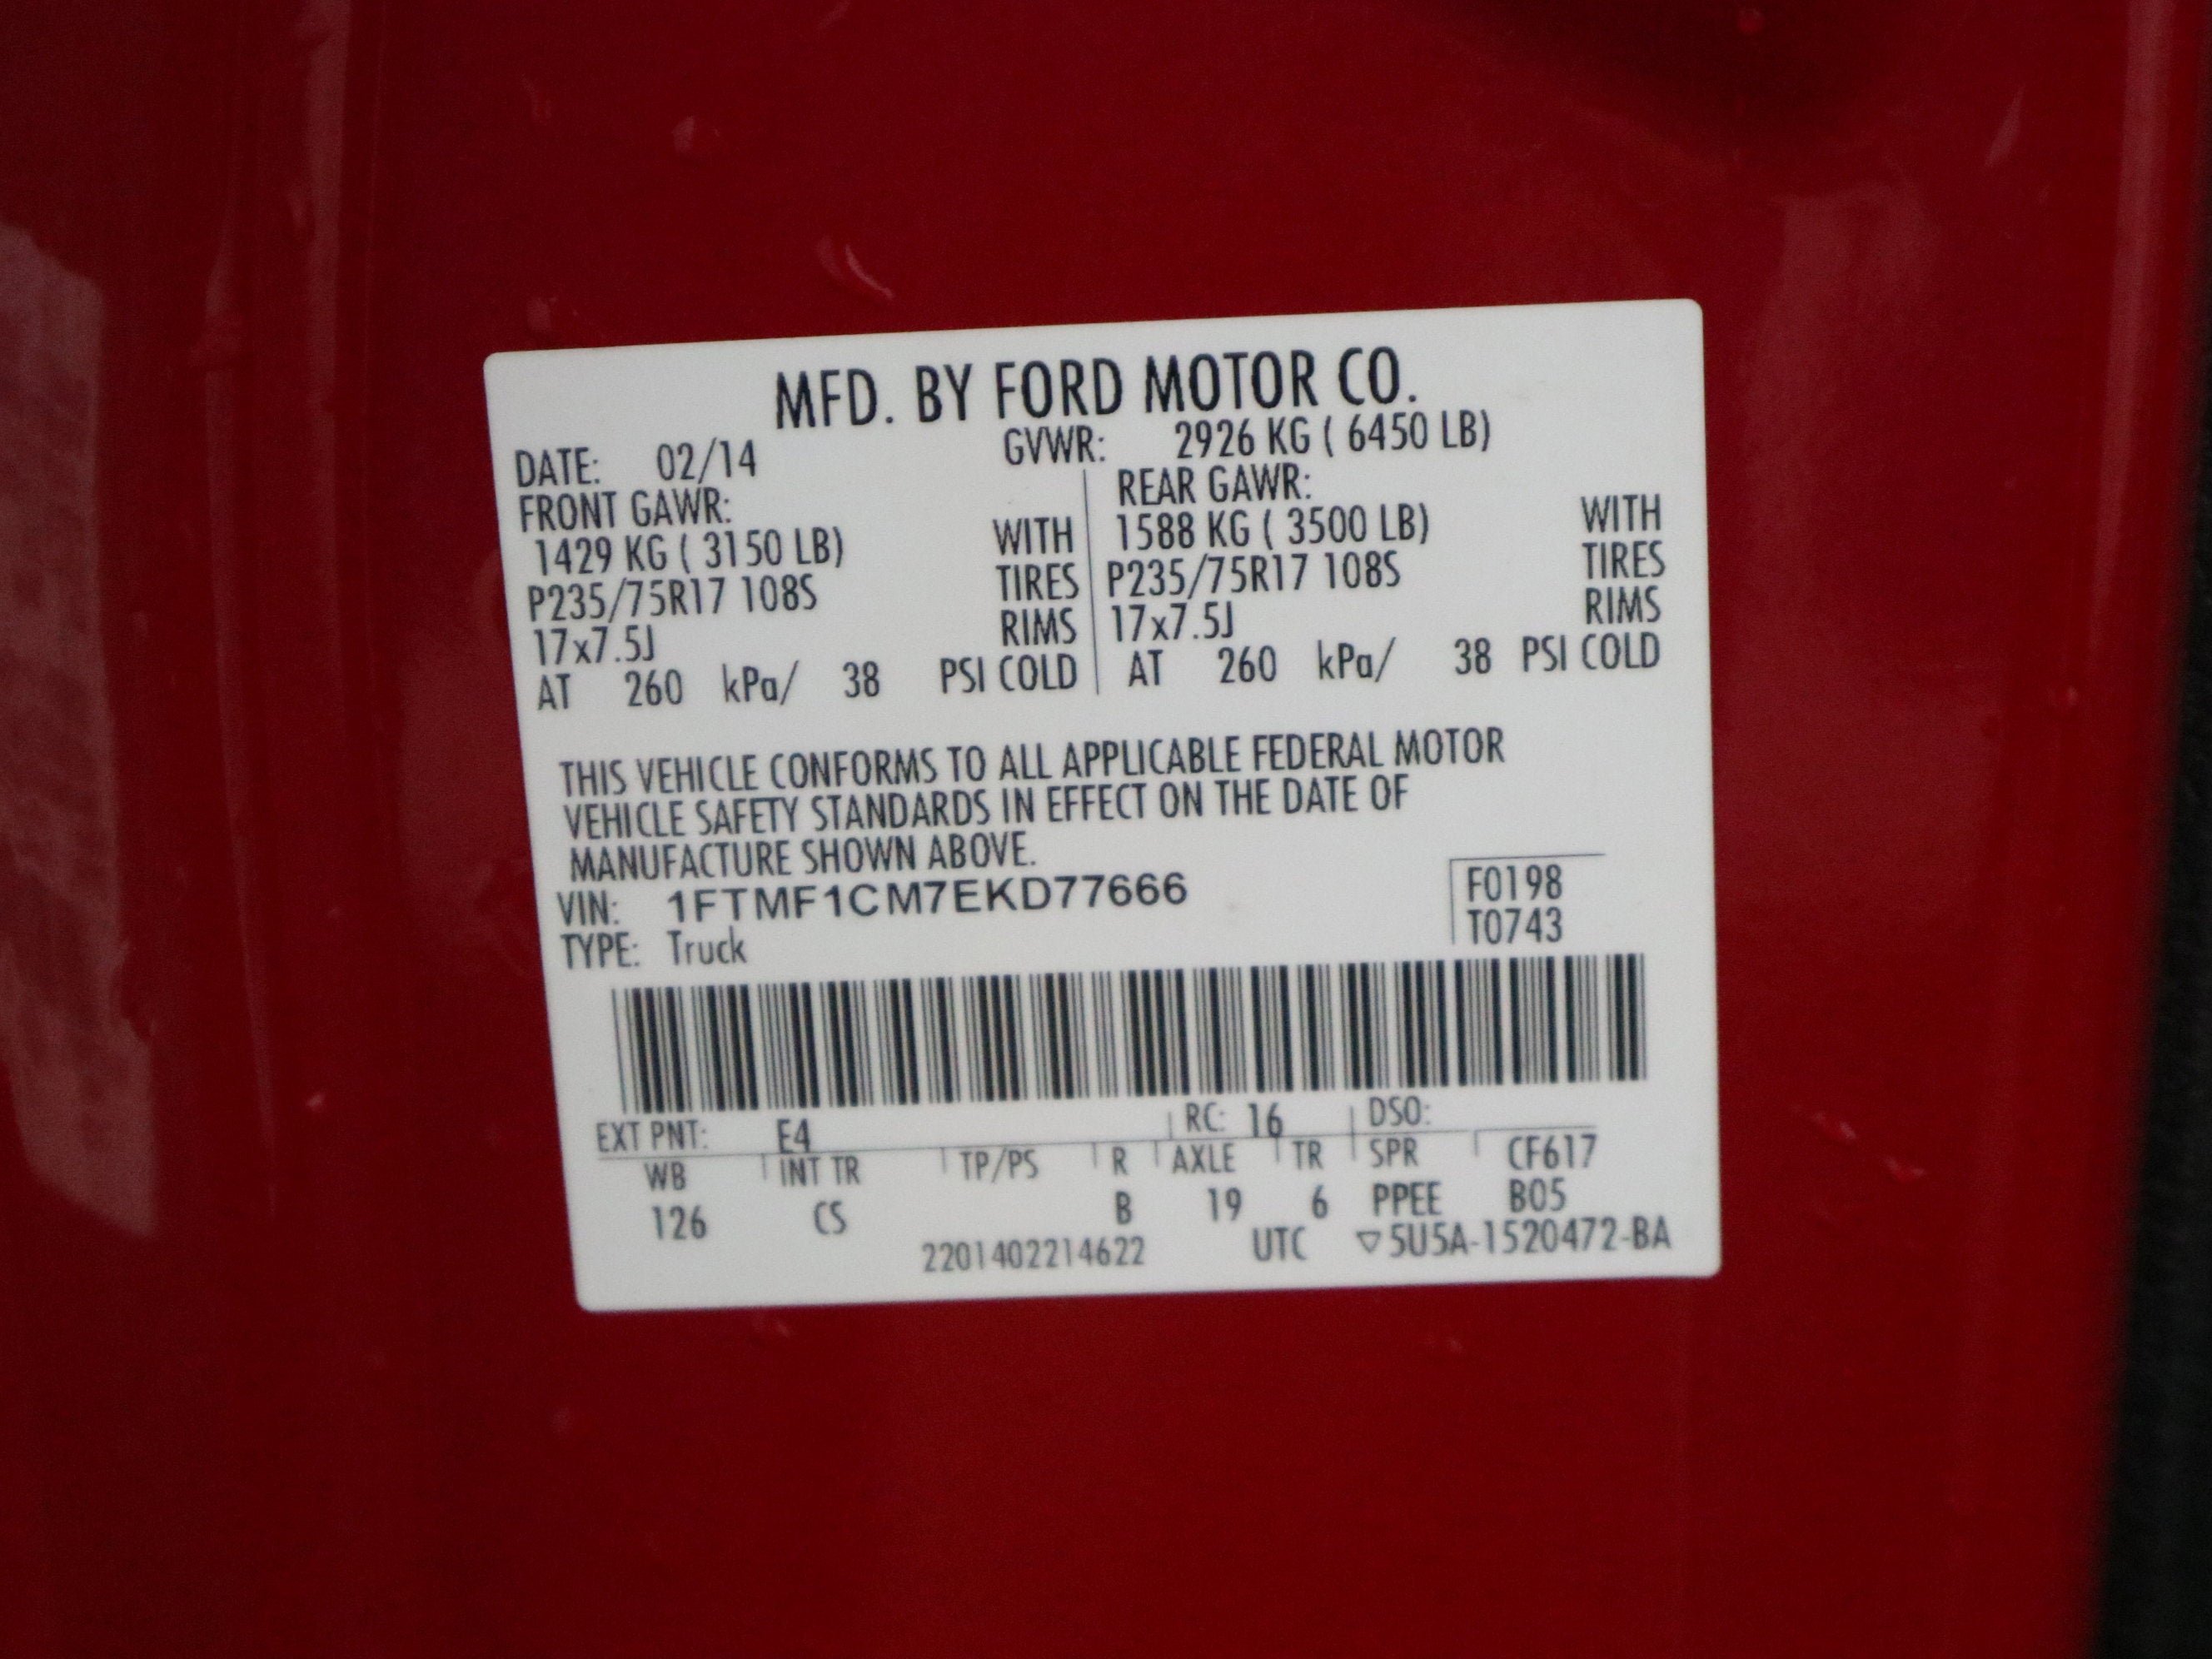 MFD. BY FORD MOTOR CO.
DATE: 02/14 GVWR: 2926 KG ( 6450 LB)
FRONT GAWR: REAR GAWR:
1429 KG ( 3150 LB) WITH 1588 KG ( 3500 LB) WITH
P235/75R17 108S TIRES P235/75R17 108S TIRES
17x7.5J RIMS 17x7.5J RIMS
AT 260 kPa/ 38 PSI COLD AT 260 kPa/ 38 PSI COLD
THIS VEHICLE CONFORMS TO ALL APPLICABLE FEDERAL MOTOR
VEHICLE SAFETY STANDARDS IN EFFECT ON THE DATE OF
MANUFACTURE SHOWN ABOVE.
VIN: 1FTMF1CM7EKD77666 F0198
TYPE: Truck T0743
EXT PNT: E4 RC: 16 DSO:
WB INT TR TP/PS R AXLE TR SPR CF617
126 CS B 19 6 PPEE B05
2201402214622 UTC ▽5U5A-1520472-BA